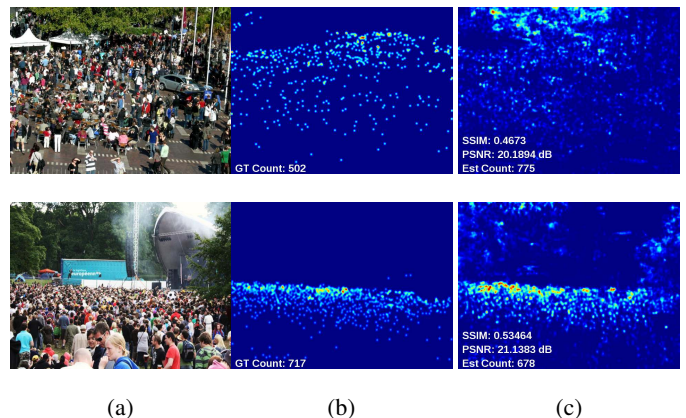 GT Count: 502
SSIM: 0.4673
PSNR: 20.1894 dB
Est Count: 775
GT Count: 717
SSIM: 0.53464
PSNR: 21.1383 dB
Est Count: 678
(a)
(b)
(c)